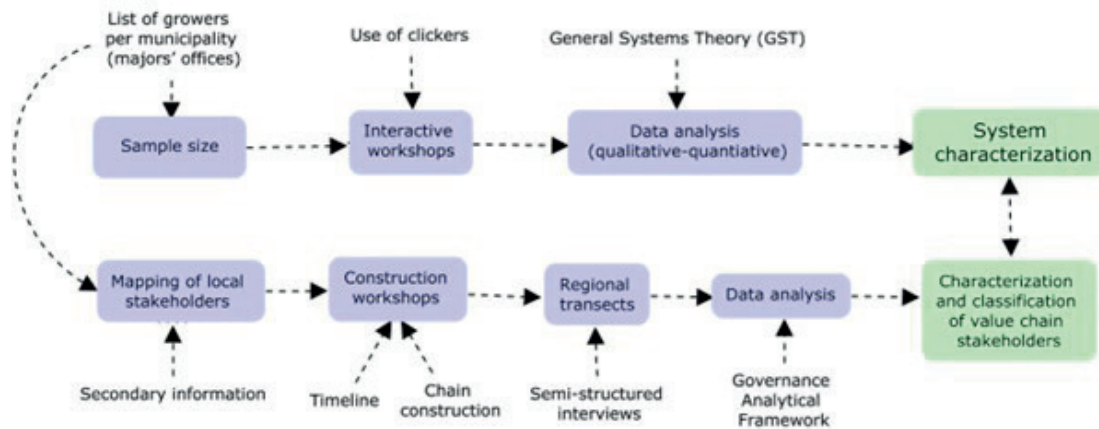 List of growers
per municipality
(majors' offices)
Use of clickers
General Systems Theory (GST)
Sample size
Interactive
workshops
Data analysis
(qualitative-quantiative)
System
characterization
Mapping of local
stakeholders
Construction
workshops
Regional
transects
Data analysis
Characterization
and classification
of value chain
stakeholders
Secondary information
Timeline
Chain
construction
Semi-structured
interviews
Governance
Analytical
Framework